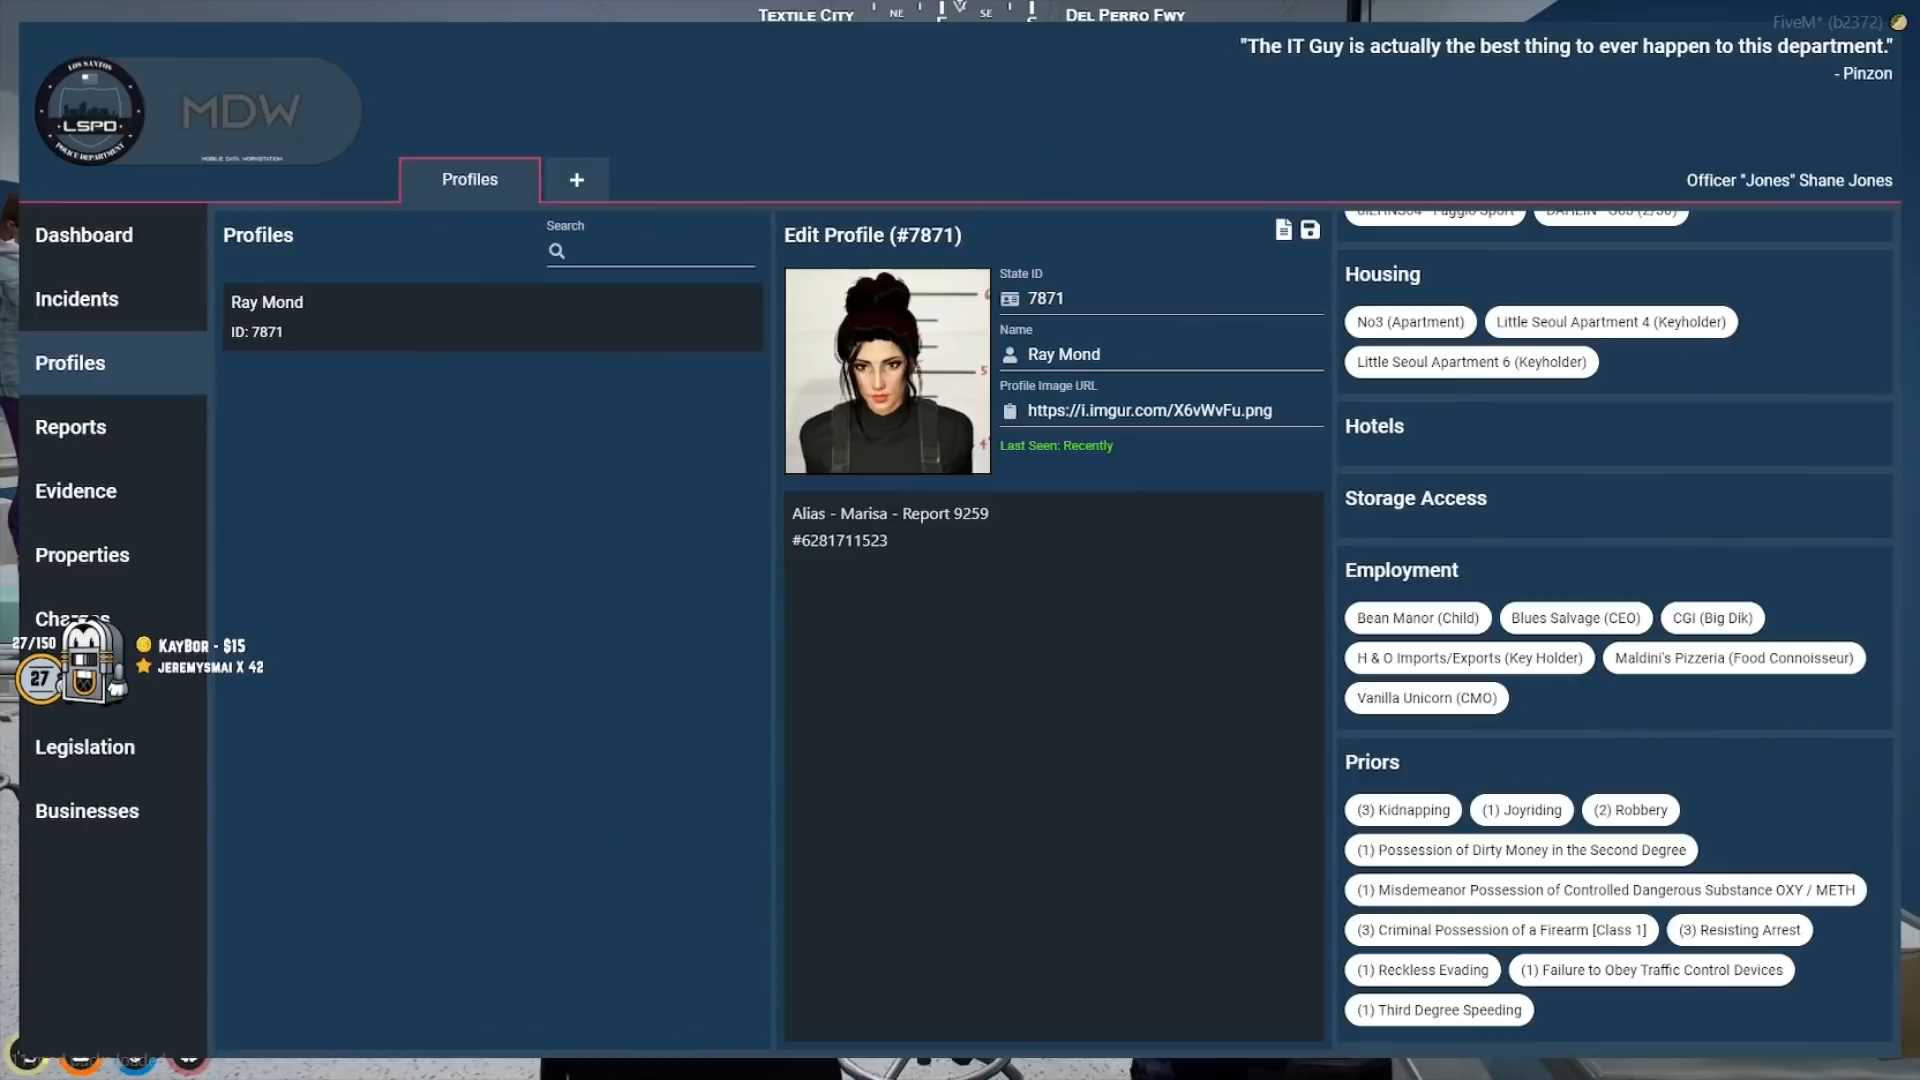 TEXTILE CITY NE SE DEL PERRO FWY
FiveM* (b2372)
"The IT Guy is actually the best thing to ever happen to this department."
- Pinzon
LOS SANTOS
LSPD
POLICE DEPARTMENT
MDW
MOBILE DATA WORKSTATION
Profiles
+
Officer "Jones" Shane Jones
Dashboard
Incidents
Profiles
Reports
Evidence
Properties
Charges
Legislation
Businesses
27/150
27
KAYBOR - $15
JEREMYSMAI X 42
Profiles
Search
Ray Mond
ID: 7871
Edit Profile (#7871)
State ID
7871
Name
Ray Mond
Profile Image URL
https://i.imgur.com/X6vWvFu.png
Last Seen: Recently
Alias - Marisa - Report 9259
#6281711523
Housing
No3 (Apartment)
Little Seoul Apartment 4 (Keyholder)
Little Seoul Apartment 6 (Keyholder)
Hotels
Storage Access
Employment
Bean Manor (Child)
Blues Salvage (CEO)
CGI (Big Dik)
H & O Imports/Exports (Key Holder)
Maldini's Pizzeria (Food Connoisseur)
Vanilla Unicorn (CMO)
Priors
(3) Kidnapping
(1) Joyriding
(2) Robbery
(1) Possession of Dirty Money in the Second Degree
(1) Misdemeanor Possession of Controlled Dangerous Substance OXY / METH
(3) Criminal Possession of a Firearm [Class 1]
(3) Resisting Arrest
(1) Reckless Evading
(1) Failure to Obey Traffic Control Devices
(1) Third Degree Speeding